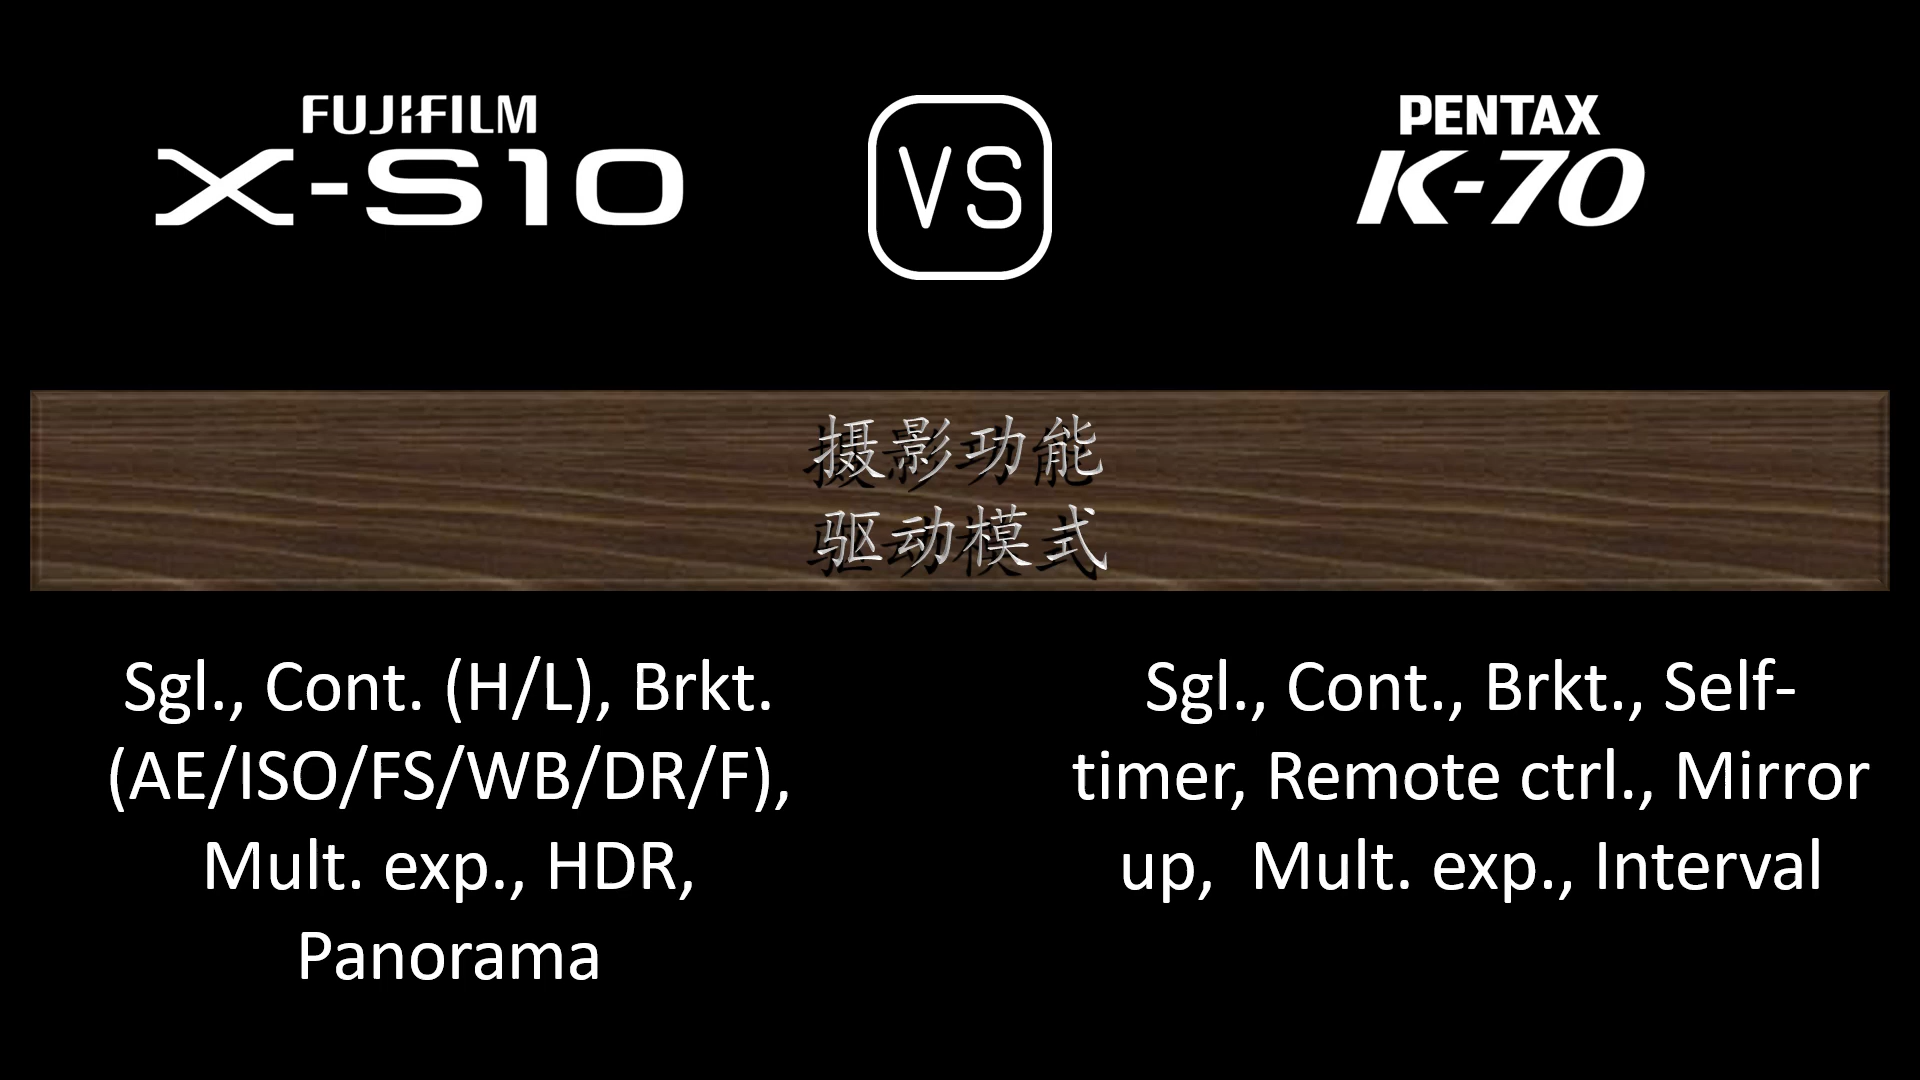 FUJIFILM
X-S10
VS
PENTAX
K-70
摄影功能
驱动模式
Sgl., Cont. (H/L), Brkt.
(AE/ISO/FS/WB/DR/F),
Mult. exp., HDR,
Panorama
Sgl., Cont., Brkt., Self-
timer, Remote ctrl., Mirror
up,  Mult. exp., Interval